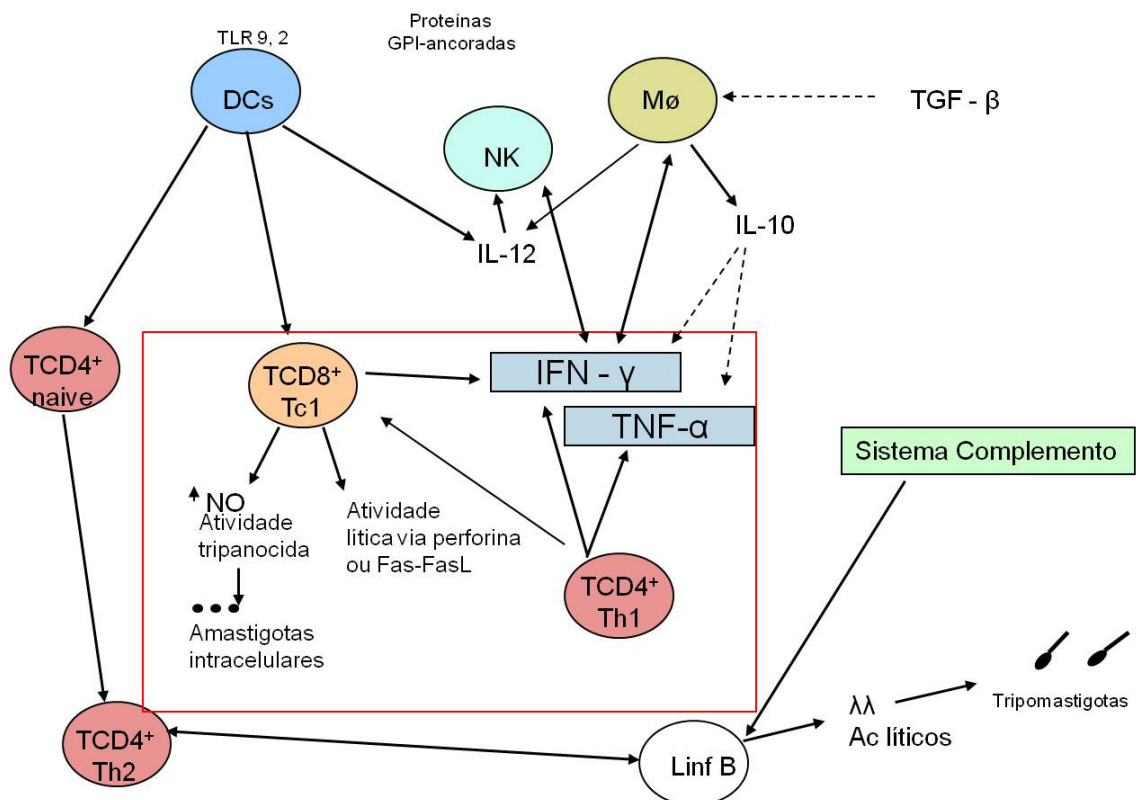 Proteínas
GPI-ancoradas
TLR 9, 2
DCs
Mø
TGF - β
NK
IL-10
IL-12
TCD4⁺
naive
TCD8⁺
Tc1
IFN - γ
TNF-α
Sistema Complemento
NO
Atividade
tripanocida
Atividade
lítica via perforina
ou Fas-FasL
TCD4⁺
Th1
Amastigotas
intracelulares
Tripomastigotas
λλ
Ac líticos
TCD4⁺
Th2
Linf B